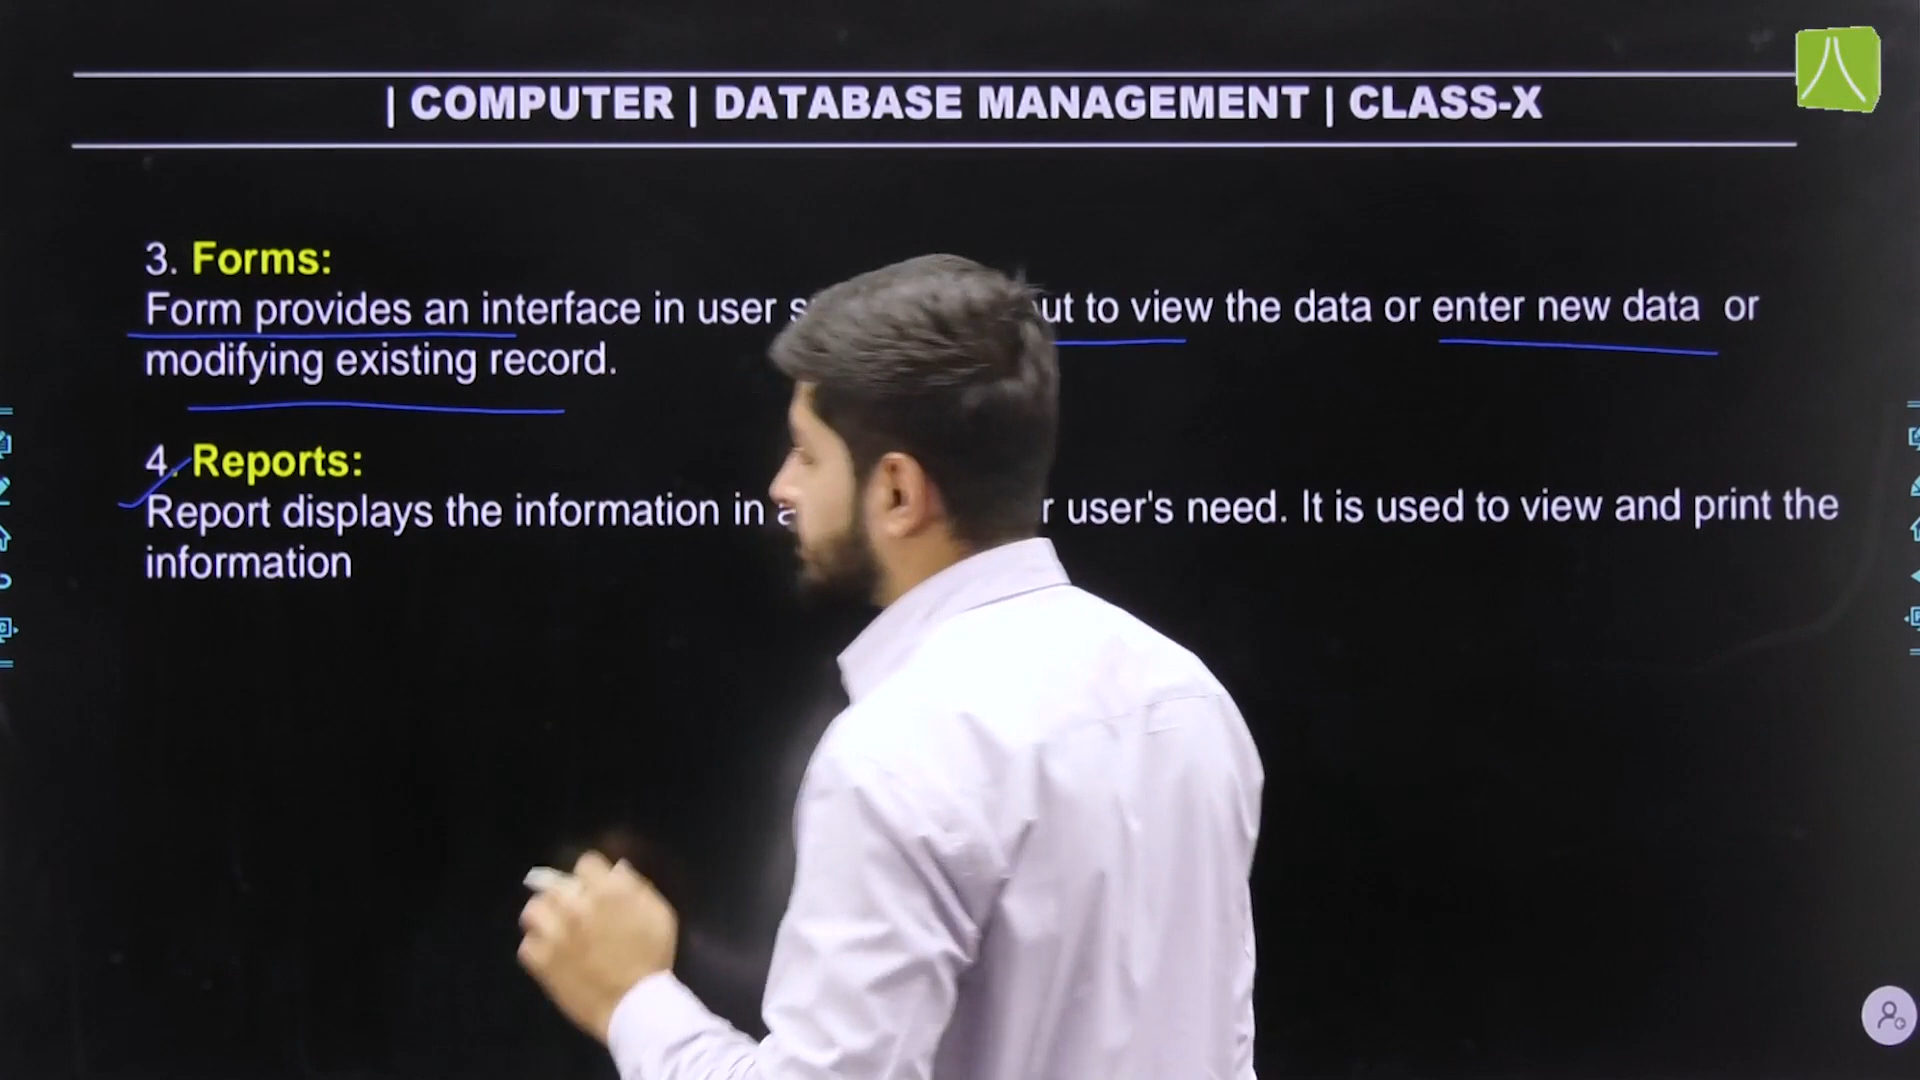 | COMPUTER | DATABASE MANAGEMENT | CLASS-X
3. Forms:
Form provides an interface in user to view the data or enter new data or
modifying existing record.
4. Reports:
Report displays the information in user's need. It is used to view and print the
information